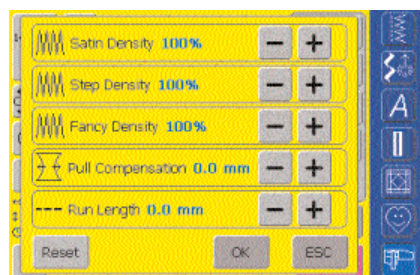 Satin Density 100%
Step Density 100%
Fancy Density 100%
Pull Compensation 0.0 mm
Run Length 0.0 mm
Reset OK ESC
A